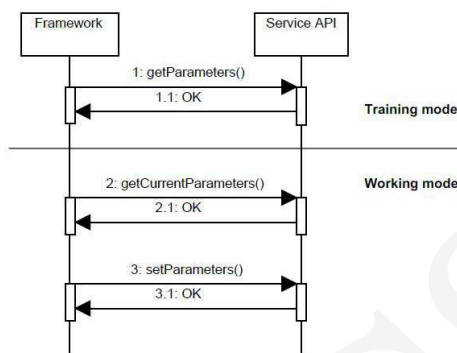 Framework
Service API
1: getParameters()
1.1: OK
Training mode
2: getCurrentParameters()
Working mode
2.1: OK
3: setParameters()
3.1: OK